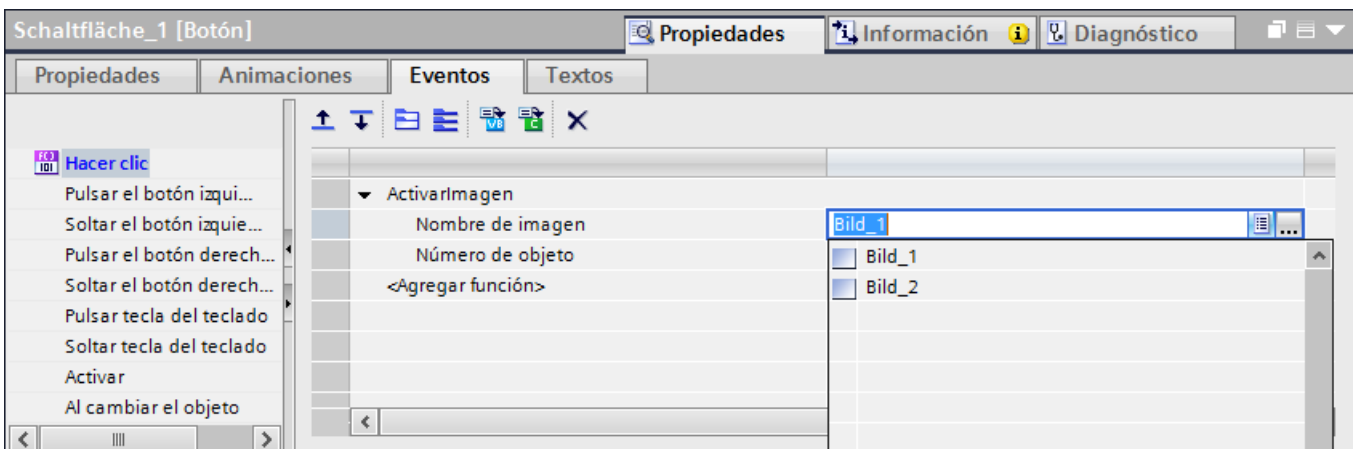 Schaltfläche_1 [Botón]
Propiedades
Información
Diagnóstico
Propiedades
Animaciones
Eventos
Textos
Hacer clic
Pulsar el botón izqui...
Soltar el botón izquie...
Pulsar el botón derech...
Soltar el botón derech...
Pulsar tecla del teclado
Soltar tecla del teclado
Activar
Al cambiar el objeto
ActivarImagen
Nombre de imagen
Bild_1
...
Número de objeto
Bild_1
<Agregar función>
Bild_2